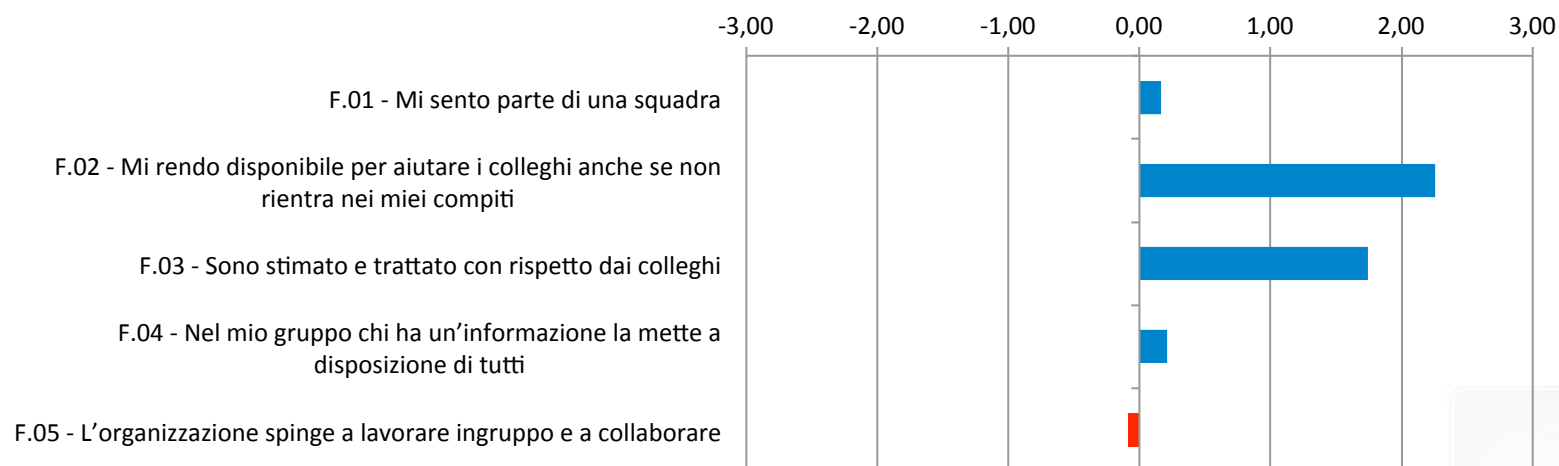 -3,00 -2,00 -1,00 0,00 1,00 2,00 3,00
F.01 - Mi sento parte di una squadra
F.02 - Mi rendo disponibile per aiutare i colleghi anche se non
rientra nei miei compiti
F.03 - Sono stimato e trattato con rispetto dai colleghi
F.04 - Nel mio gruppo chi ha un’informazione la mette a
disposizione di tutti
F.05 - L’organizzazione spinge a lavorare ingruppo e a collaborare